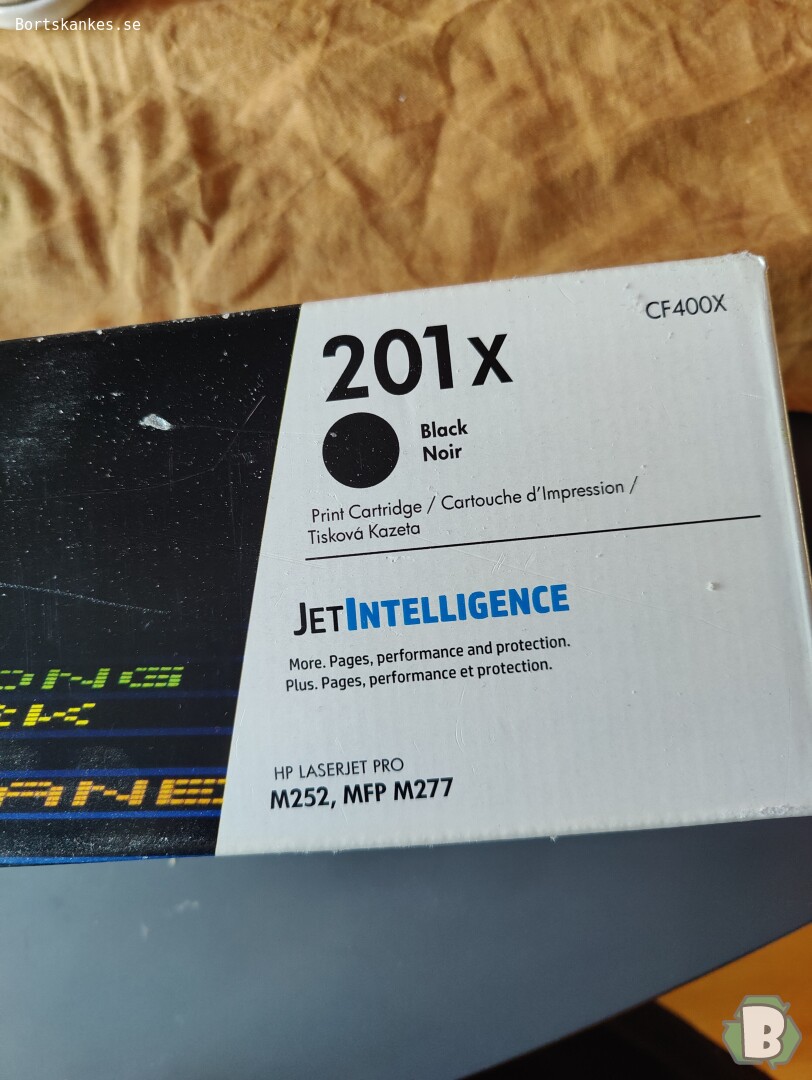 Bortskankes.se
CF400X
201x
Black
Noir
Print Cartridge / Cartouche d'Impression /
Tisková Kazeta
JETINTELLIGENCE
More. Pages, performance and protection.
Plus. Pages, performance et protection.
HP LASERJET PRO
M252, MFP M277
B